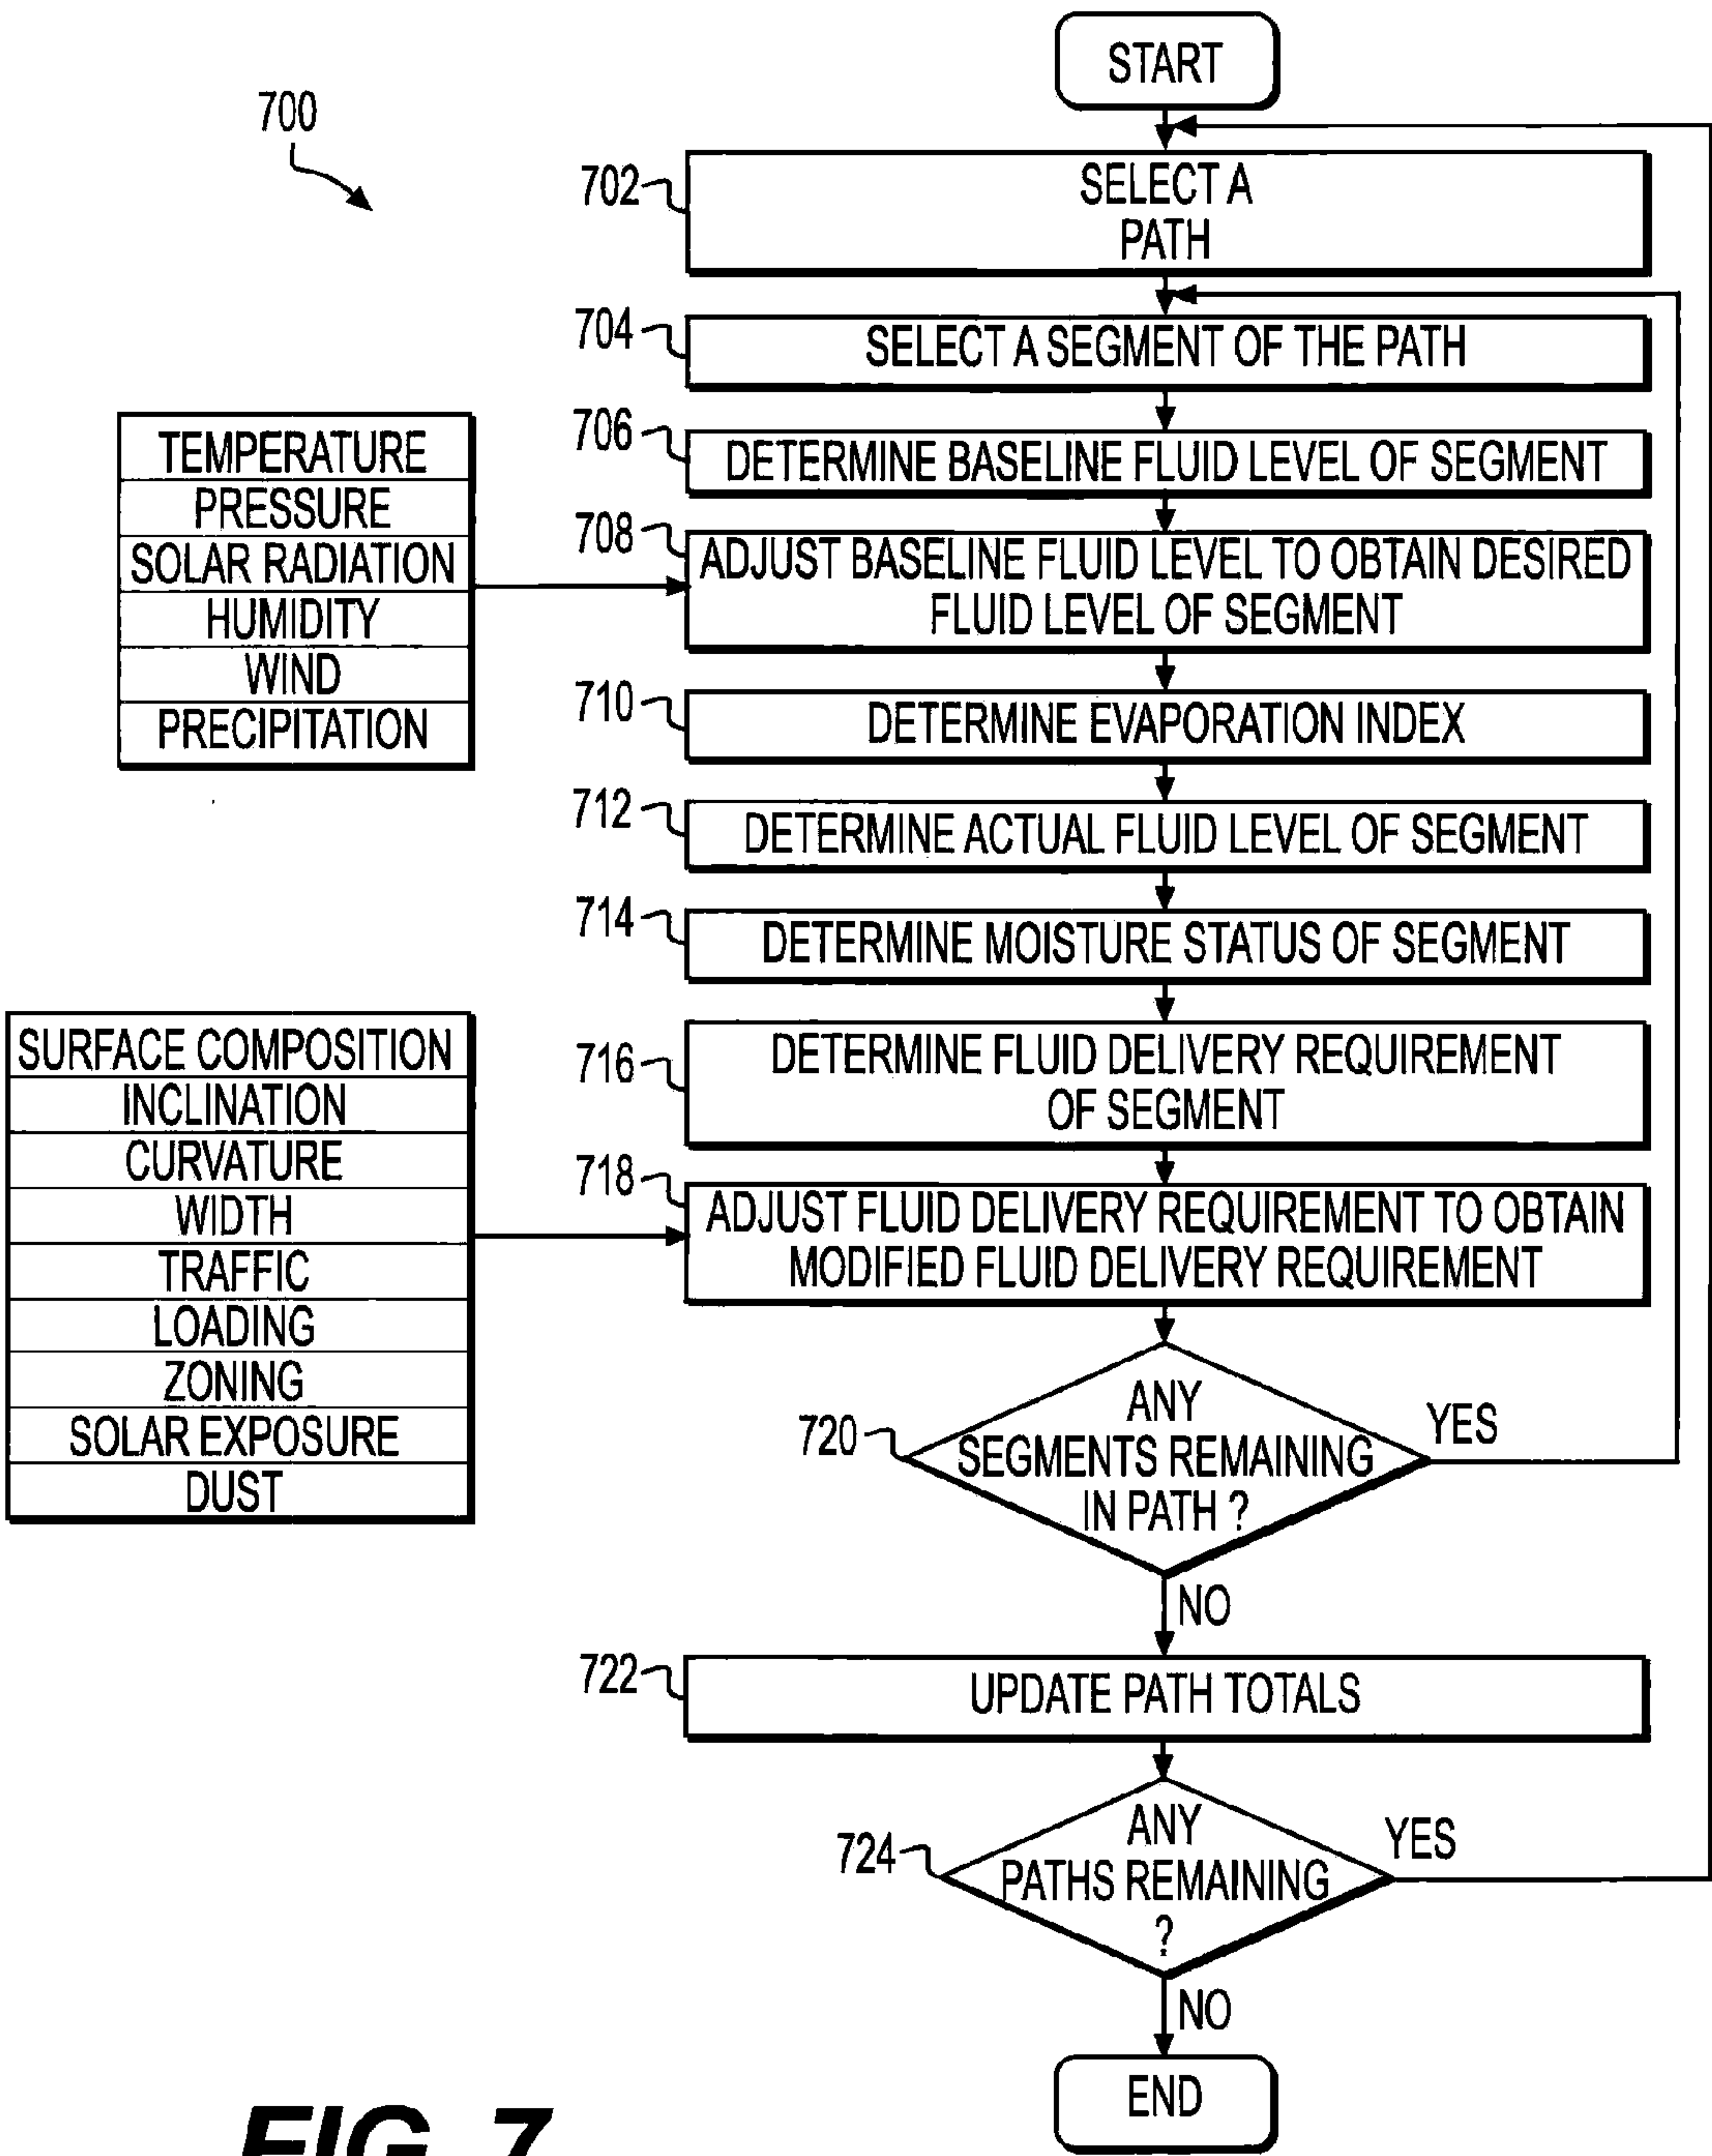 START
700
702
SELECT A
PATH
704
SELECT A SEGMENT OF THE PATH
706
DETERMINE BASELINE FLUID LEVEL OF SEGMENT
TEMPERATURE
PRESSURE
SOLAR RADIATION
HUMIDITY
WIND
PRECIPITATION
708
ADJUST BASELINE FLUID LEVEL TO OBTAIN DESIRED
FLUID LEVEL OF SEGMENT
710
DETERMINE EVAPORATION INDEX
712
DETERMINE ACTUAL FLUID LEVEL OF SEGMENT
714
DETERMINE MOISTURE STATUS OF SEGMENT
716
DETERMINE FLUID DELIVERY REQUIREMENT
OF SEGMENT
SURFACE COMPOSITION
INCLINATION
CURVATURE
WIDTH
TRAFFIC
LOADING
ZONING
SOLAR EXPOSURE
DUST
718
ADJUST FLUID DELIVERY REQUIREMENT TO OBTAIN
MODIFIED FLUID DELIVERY REQUIREMENT
720
ANY
SEGMENTS REMAINING
IN PATH ?
YES
NO
722
UPDATE PATH TOTALS
724
ANY
PATHS REMAINING
?
YES
NO
END
FIG. 7